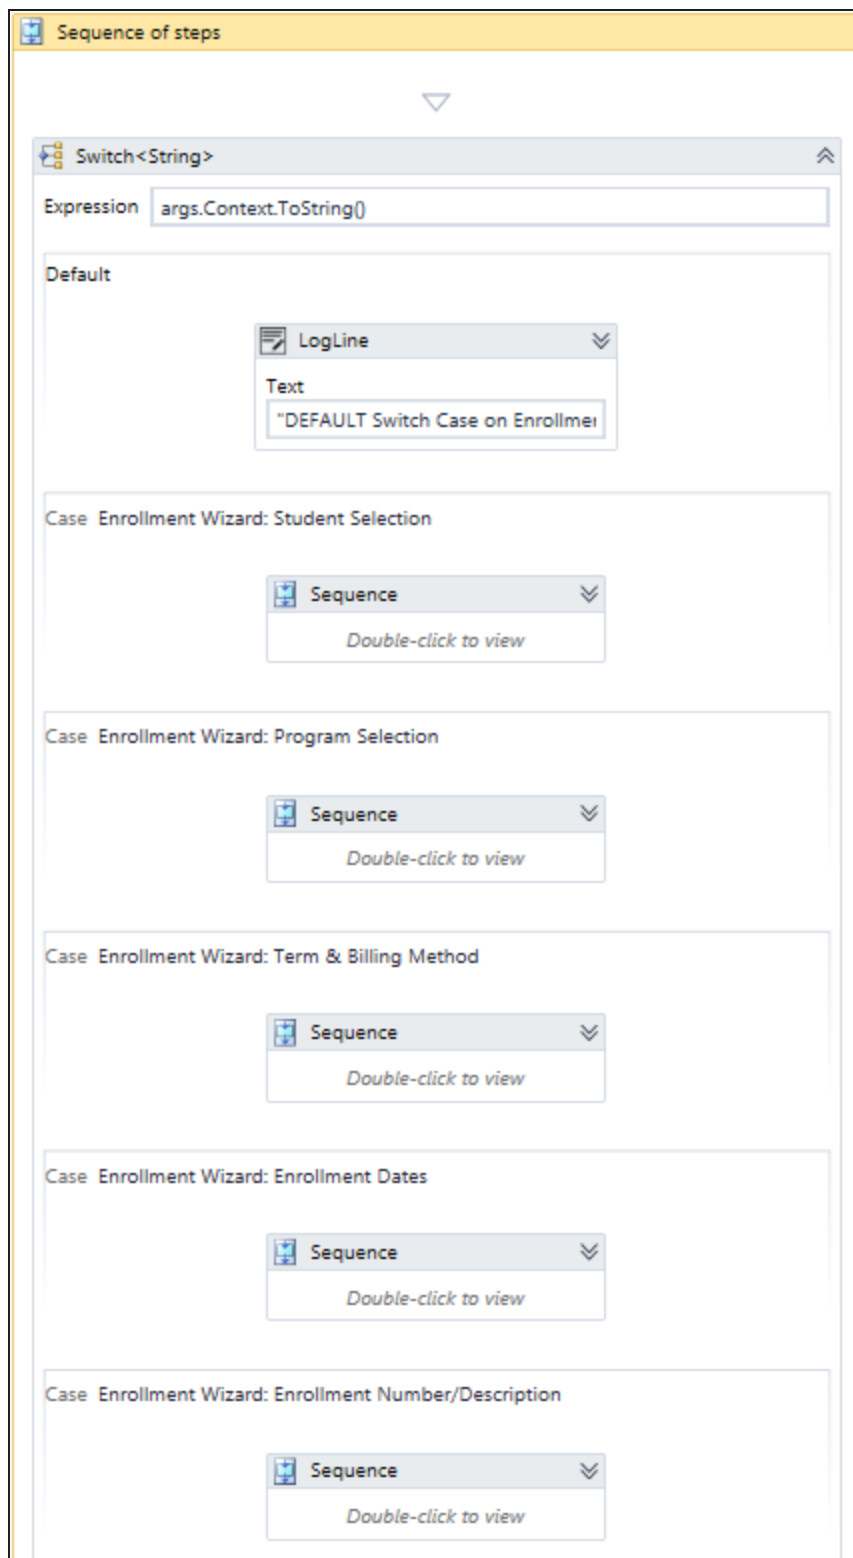 Sequence of steps
Switch<String>
Expression args.Context.ToString()
Default
LogLine
Text
"DEFAULT Switch Case on Enrollmen
Case Enrollment Wizard: Student Selection
Sequence
Double-click to view
Case Enrollment Wizard: Program Selection
Sequence
Double-click to view
Case Enrollment Wizard: Term & Billing Method
Sequence
Double-click to view
Case Enrollment Wizard: Enrollment Dates
Sequence
Double-click to view
Case Enrollment Wizard: Enrollment Number/Description
Sequence
Double-click to view